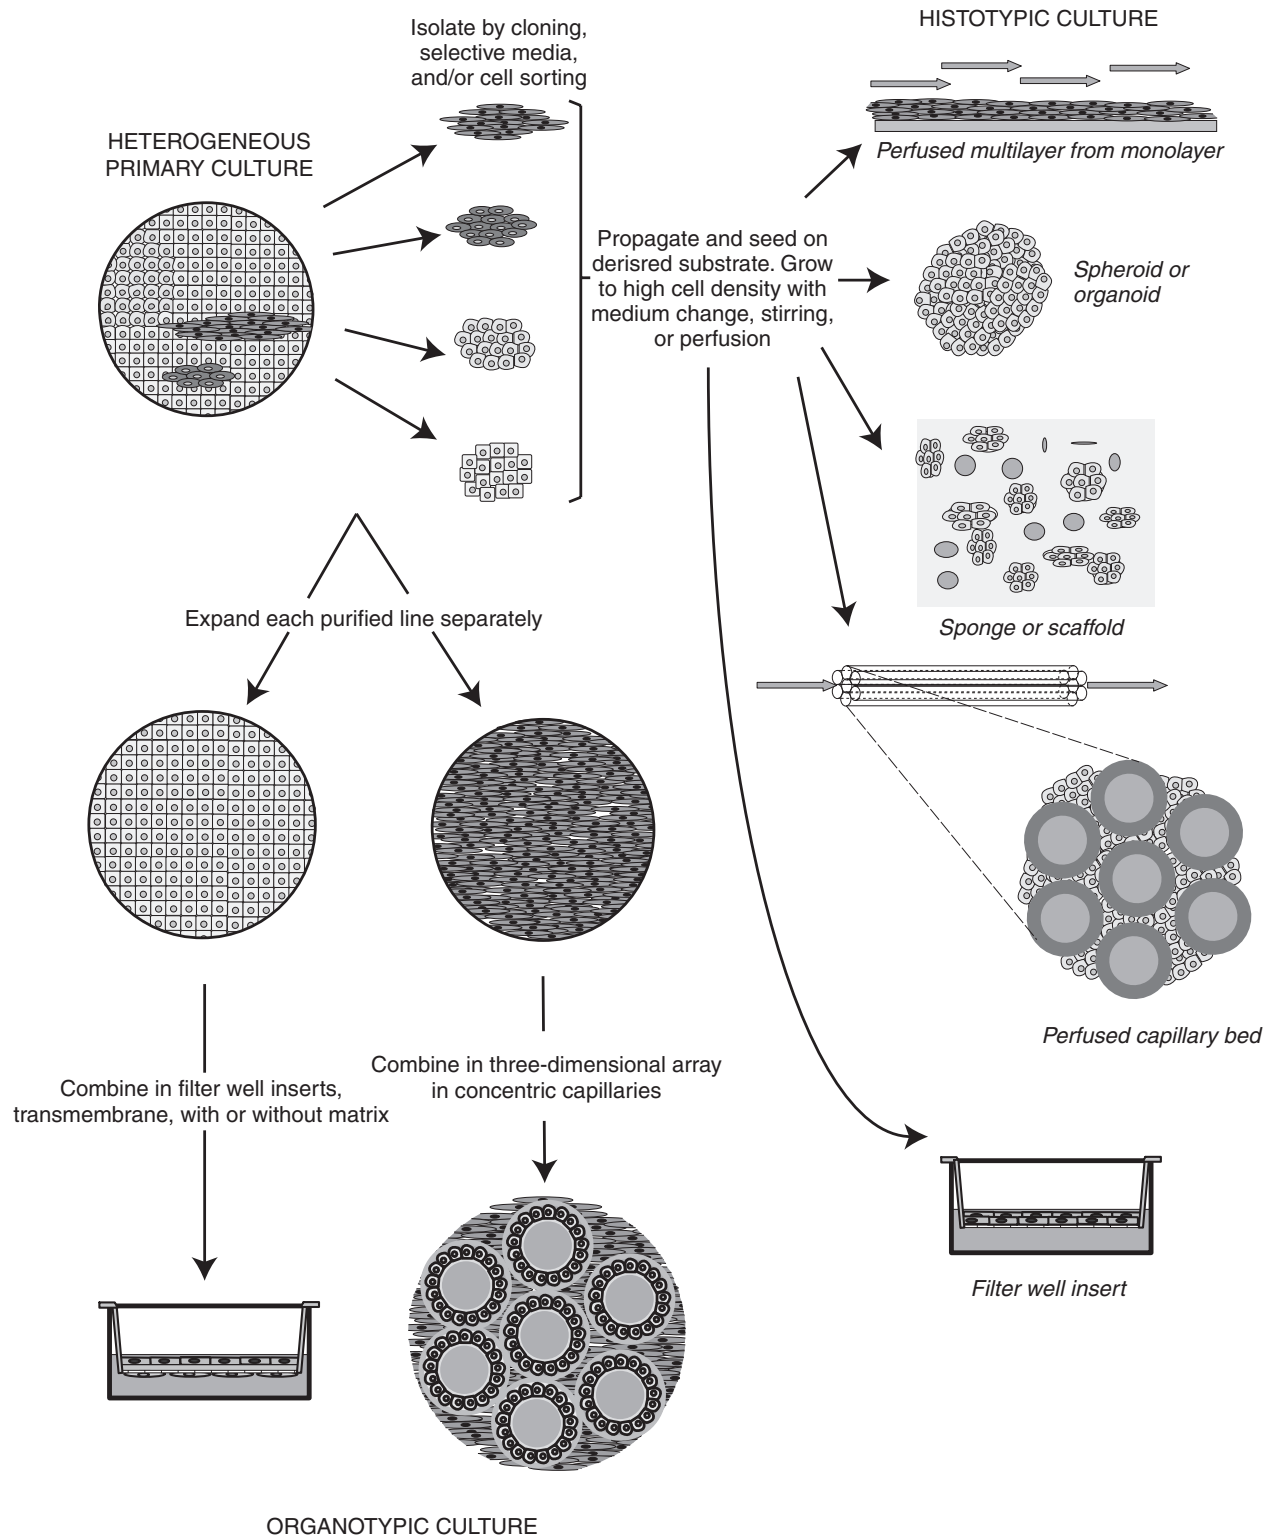 Isolate by cloning,
selective media,
and/or cell sorting
HISTOTYPIC CULTURE
HETEROGENEOUS
PRIMARY CULTURE
Perfused multilayer from monolayer
Propagate and seed on
derisred substrate. Grow
to high cell density with
medium change, stirring,
or perfusion
Spheroid or
organoid
Sponge or scaffold
Expand each purified line separately
Perfused capillary bed
Combine in three-dimensional array
in concentric capillaries
Combine in filter well inserts,
transmembrane, with or without matrix
Filter well insert
ORGANOTYPIC CULTURE